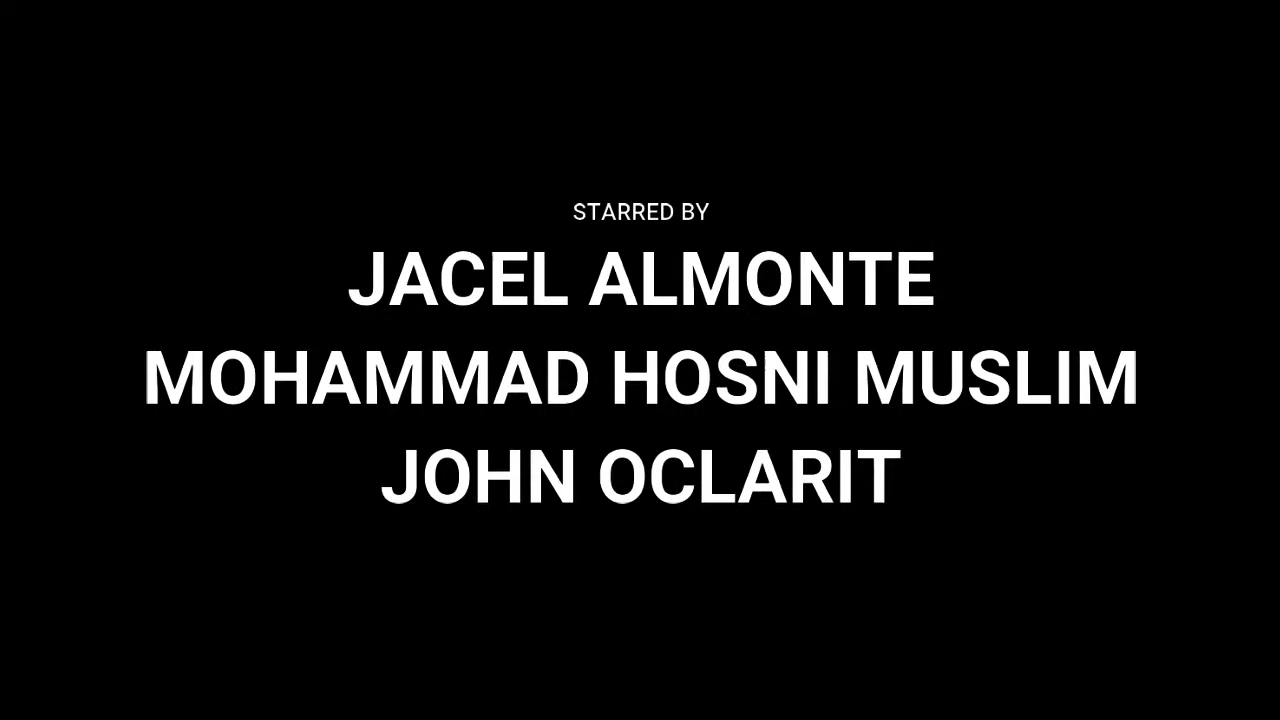 STARRED BY
JACEL ALMONTE
MOHAMMAD HOSNI MUSLIM
JOHN OCLARIT